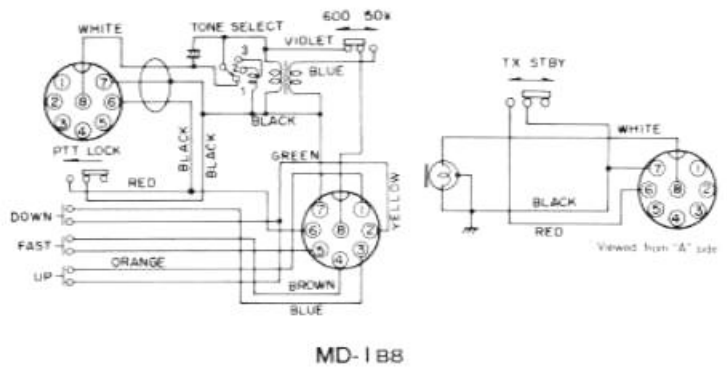 600 50k
WHITE TONE SELECT
VIOLET
3
2
1
BLUE
TX STBY
1
7
2
8
6
3
4
5
BLACK
WHITE
PTT LOCK
BLACK
BLACK
GREEN
RED
YELLOW
7
1
6
8
2
5
4
3
DOWN
FAST
UP
ORANGE
BROWN
BLUE
BLACK
RED
7
1
6
8
2
5
4
3
Viewed from "A" side
MD-1B8